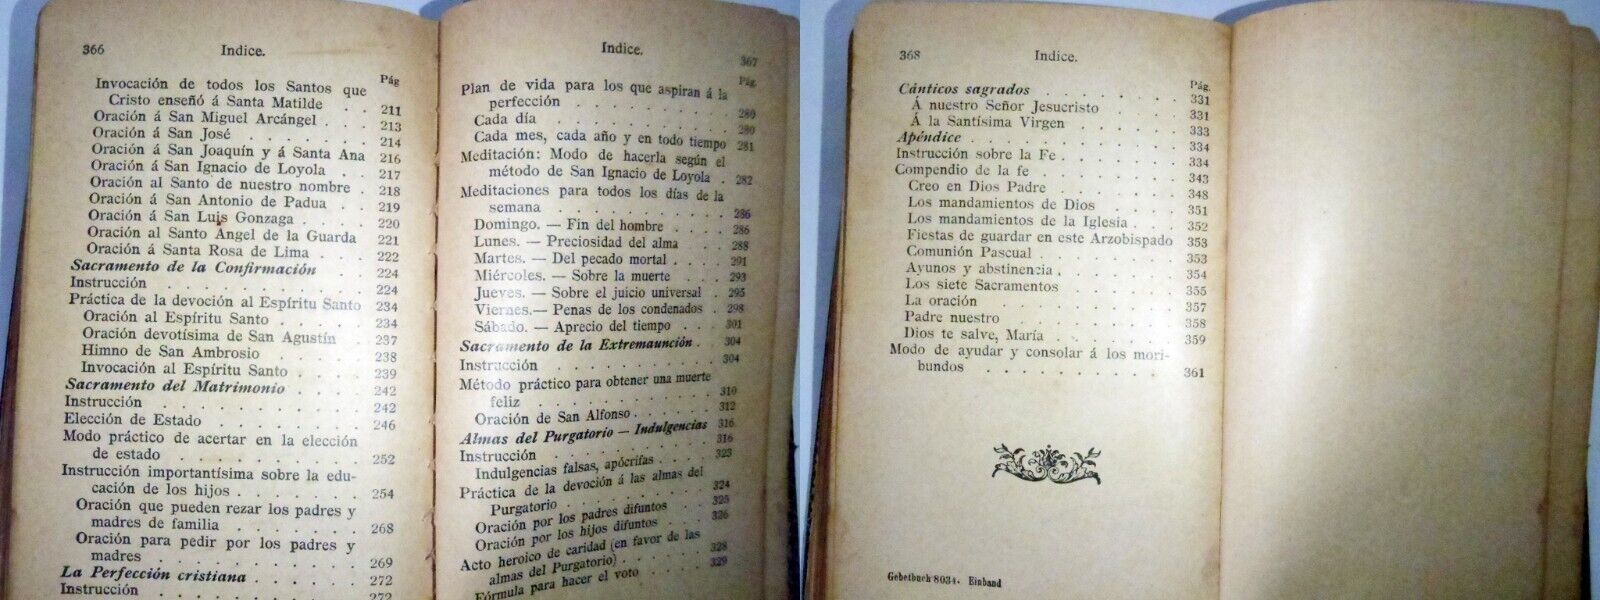 366 Indice.
Pág
Invocación de todos los Santos que
Cristo enseñó á Santa Matilde . . 211
Oración á San Miguel Arcángel . . . 213
Oración á San José . . . . . . . . 214
Oración á San Joaquín y á Santa Ana 216
Oración á San Ignacio de Loyola . . 217
Oración al Santo de nuestro nombre . 218
Oración á San Antonio de Padua . . 219
Oración á San Luis Gonzaga . . . . 220
Oración al Santo Ángel de la Guarda 221
Oración á Santa Rosa de Lima . . . 222
Sacramento de la Confirmación . . 224
Instrucción . . . . . . . . . . 224
Práctica de la devoción al Espíritu Santo 234
Oración al Espíritu Santo . . . . . 234
Oración devotísima de San Agustín . 237
Himno de San Ambrosio . . . . . 238
Invocación al Espíritu Santo . . . . 239
Sacramento del Matrimonio . . . . 242
Instrucción . . . . . . . . . . 242
Elección de Estado . . . . . . . . 246
Modo práctico de acertar en la elección
de estado . . . . . . . . . . 252
Instrucción importantísima sobre la edu-
cación de los hijos . . . . . . . 254
Oración que pueden rezar los padres y
madres de familia . . . . . . . 268
Oración para pedir por los padres y
madres . . . . . . . . . . . 269
La Perfección cristiana . . . . . . 272
Instrucción . . . . . . . . . . 272
Indice. 367
Pág.
Plan de vida para los que aspiran á la
perfección . . . . . . . . . . 280
Cada día . . . . . . . . . . . 280
Cada mes, cada año y en todo tiempo 281
Meditación: Modo de hacerla según el
método de San Ignacio de Loyola . 282
Meditaciones para todos los días de la
semana . . . . . . . . . . . 286
Domingo. — Fin del hombre . . . . 286
Lunes. — Preciosidad del alma . . . 288
Martes. — Del pecado mortal . . . . 291
Miércoles. — Sobre la muerte . . . 293
Jueves. — Sobre el juicio universal . 295
Viernes.— Penas de los condenados . 298
Sábado. — Aprecio del tiempo . . . 301
Sacramento de la Extremaunción . . 304
Instrucción . . . . . . . . . . 304
Método práctico para obtener una muerte
feliz . . . . . . . . . . . . 310
Oración de San Alfonso . . . . . . 312
Almas del Purgatorio — Indulgencias 316
Instrucción . . . . . . . . . . 316
Indulgencias falsas, apócrifas . . . . 323
Práctica de la devoción á las almas del
Purgatorio . . . . . . . . . . 324
Oración por los padres difuntos . . . 325
Oración por los hijos difuntos . . . 326
Acto heroico de caridad (en favor de las
almas del Purgatorio) . . . . . . 328
Fórmula para hacer el voto . . . . 329
368 Indice.
Pág.
Cánticos sagrados . . . . . . . . 331
Á nuestro Señor Jesucristo . . . . 331
Á la Santísima Virgen . . . . . . 333
Apéndice . . . . . . . . . . . 334
Instrucción sobre la Fe . . . . . . . 334
Compendio de la fe . . . . . . . . 343
Creo en Dios Padre . . . . . . . 348
Los mandamientos de Dios . . . . 351
Los mandamientos de la Iglesia . . . 352
Fiestas de guardar en este Arzobispado 353
Comunión Pascual . . . . . . . . 353
Ayunos y abstinencia . . . . . . . 354
Los siete Sacramentos . . . . . . 355
La oración . . . . . . . . . . 357
Padre nuestro . . . . . . . . . 358
Dios te salve, María . . . . . . . 359
Modo de ayudar y consolar á los mori-
bundos . . . . . . . . . . . 361
Gebetbuch 8034. Einband